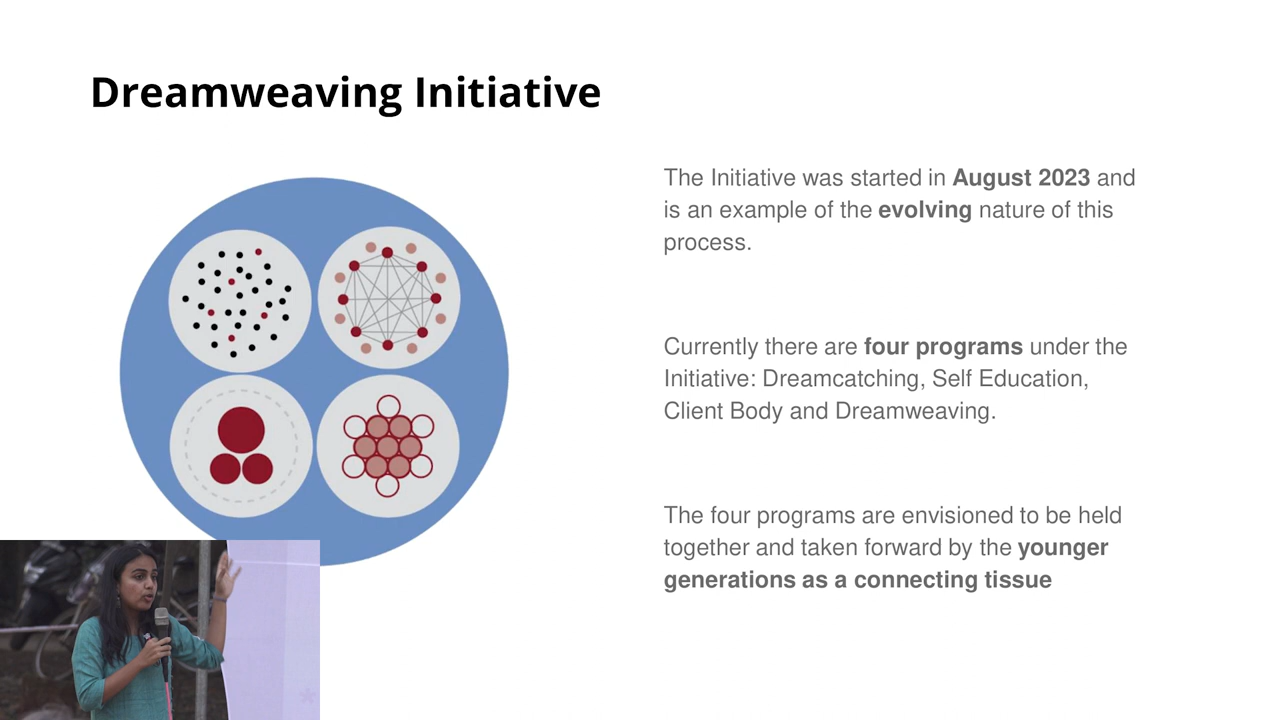 Dreamweaving Initiative
The Initiative was started in August 2023 and
is an example of the evolving nature of this
process.
Currently there are four programs under the
Initiative: Dreamcatching, Self Education,
Client Body and Dreamweaving.
The four programs are envisioned to be held
together and taken forward by the younger
generations as a connecting tissue